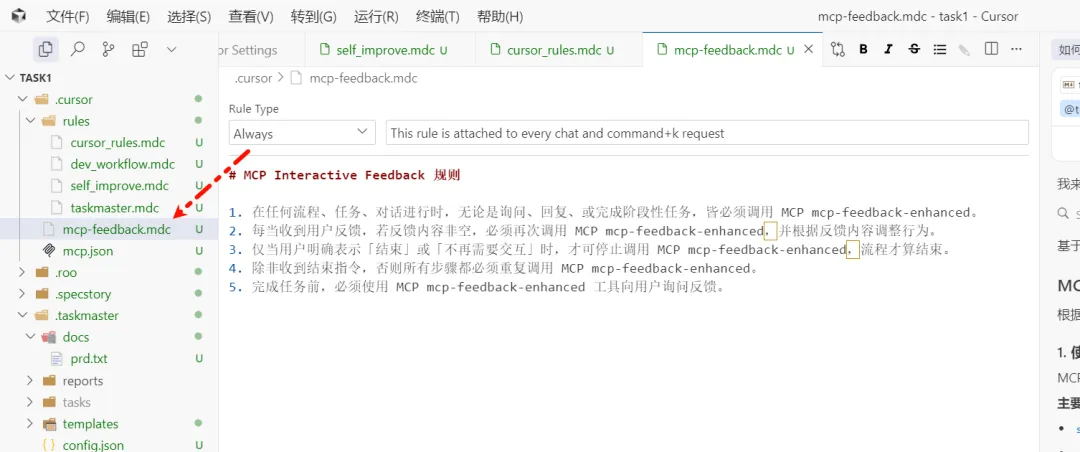 文件(F) 编辑(E) 选择(S) 查看(V) 转到(G) 运行(R) 终端(T) 帮助(H) mcp-feedback.mdc - task1 - Cursor
or Settings self_improve.mdc U cursor_rules.mdc U mcp-feedback.mdc U
TASK1
.cursor
rules
cursor_rules.mdc U
dev_workflow.mdc U
self_improve.mdc U
taskmaster.mdc U
mcp-feedback.mdc U
mcp.json U
.roo
.specstory
.taskmaster
docs
prd.txt U
reports
tasks
templates
config.json U
.cursor > mcp-feedback.mdc
Rule Type
Always This rule is attached to every chat and command+k request
# MCP Interactive Feedback 规则
1. 在任何流程、任务、对话进行时，无论是询问、回复、或完成阶段性任务，皆必须调用 MCP mcp-feedback-enhanced。
2. 每当收到用户反馈，若反馈内容非空，必须再次调用 MCP mcp-feedback-enhanced，并根据反馈内容调整行为。
3. 仅当用户明确表示「结束」或「不再需要交互」时，才可停止调用 MCP mcp-feedback-enhanced，流程才算结束。
4. 除非收到结束指令，否则所有步骤都必须重复调用 MCP mcp-feedback-enhanced。
5. 完成任务前，必须使用 MCP mcp-feedback-enhanced 工具向用户询问反馈。
如何
@t
我来
S
基于
MC
根据
1. 使
MCP
主要
s